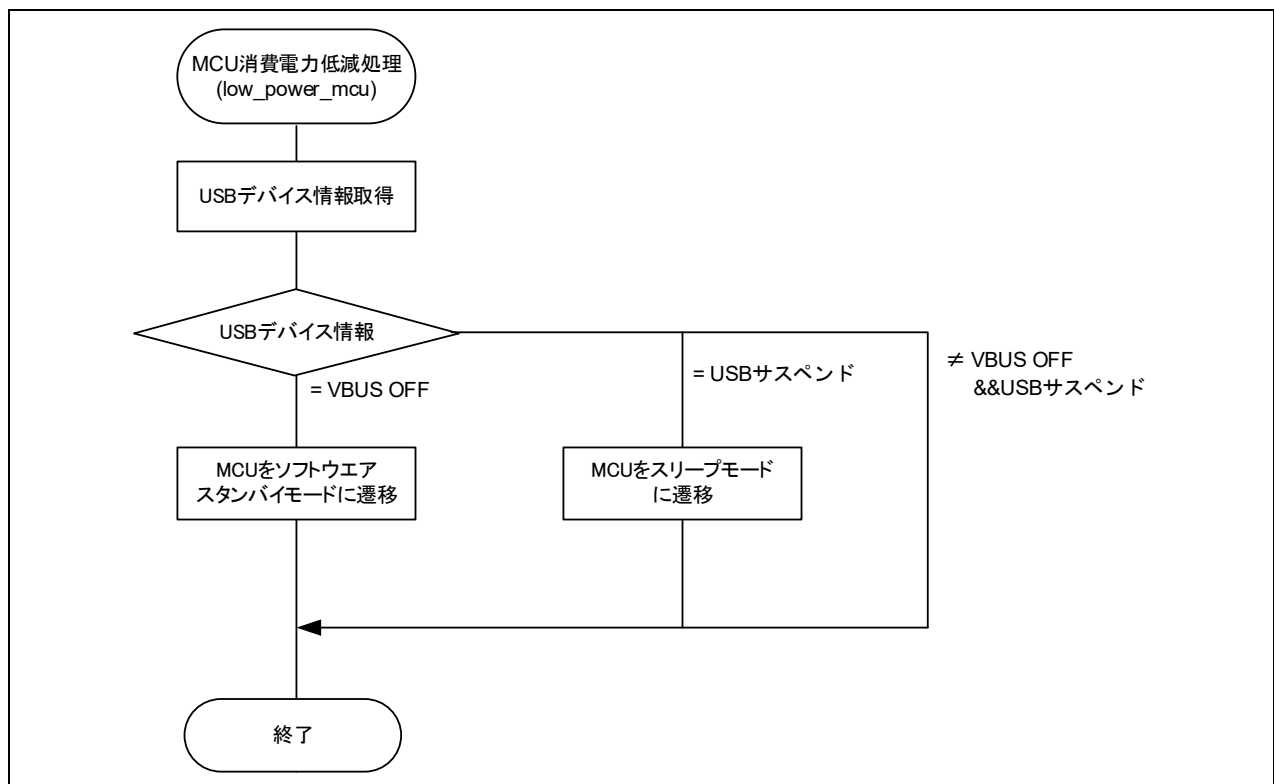 MCU消費電力低減処理
(low_power_mcu)
USBデバイス情報取得
USBデバイス情報
= VBUS OFF
= USBサスペンド
≠ VBUS OFF
&&USBサスペンド
MCUをソフトウエア
スタンバイモードに遷移
MCUをスリープモード
に遷移
終了